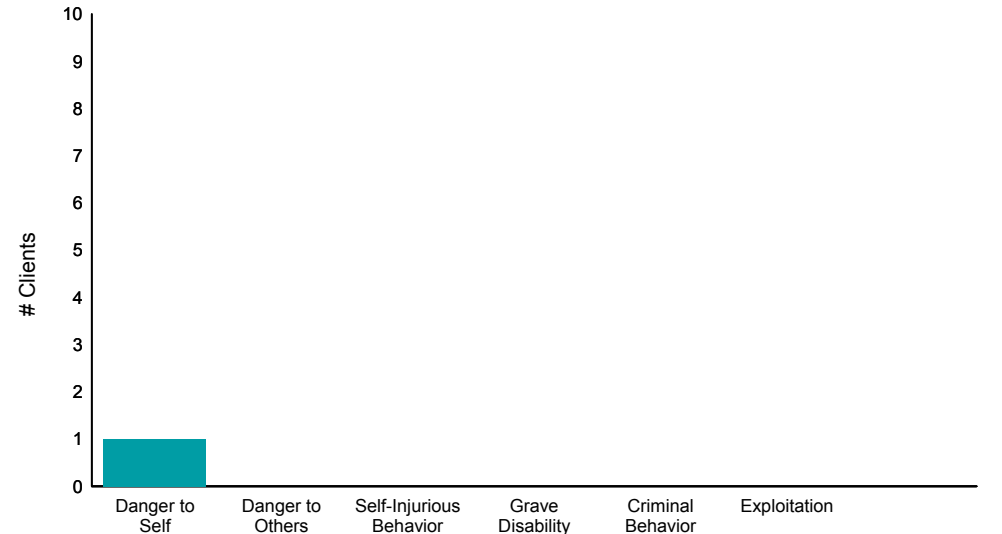 10
9
8
7
6
5
4
3
2
1
0
# Clients
Danger to
Self
Danger to
Others
Self-Injurious
Behavior
Grave
Disability
Criminal
Behavior
Exploitation